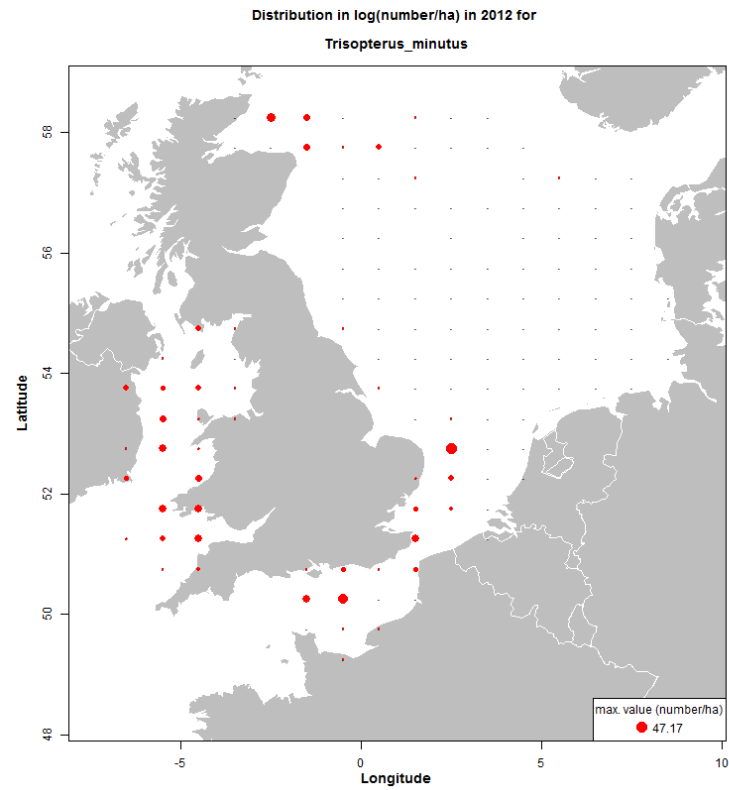 Distribution in log(number/ha) in 2012 for
Trisopterus_minutus
58
56
54
52
50
48
Latitude
max. value (number/ha)
47.17
-5
0
5
10
Longitude